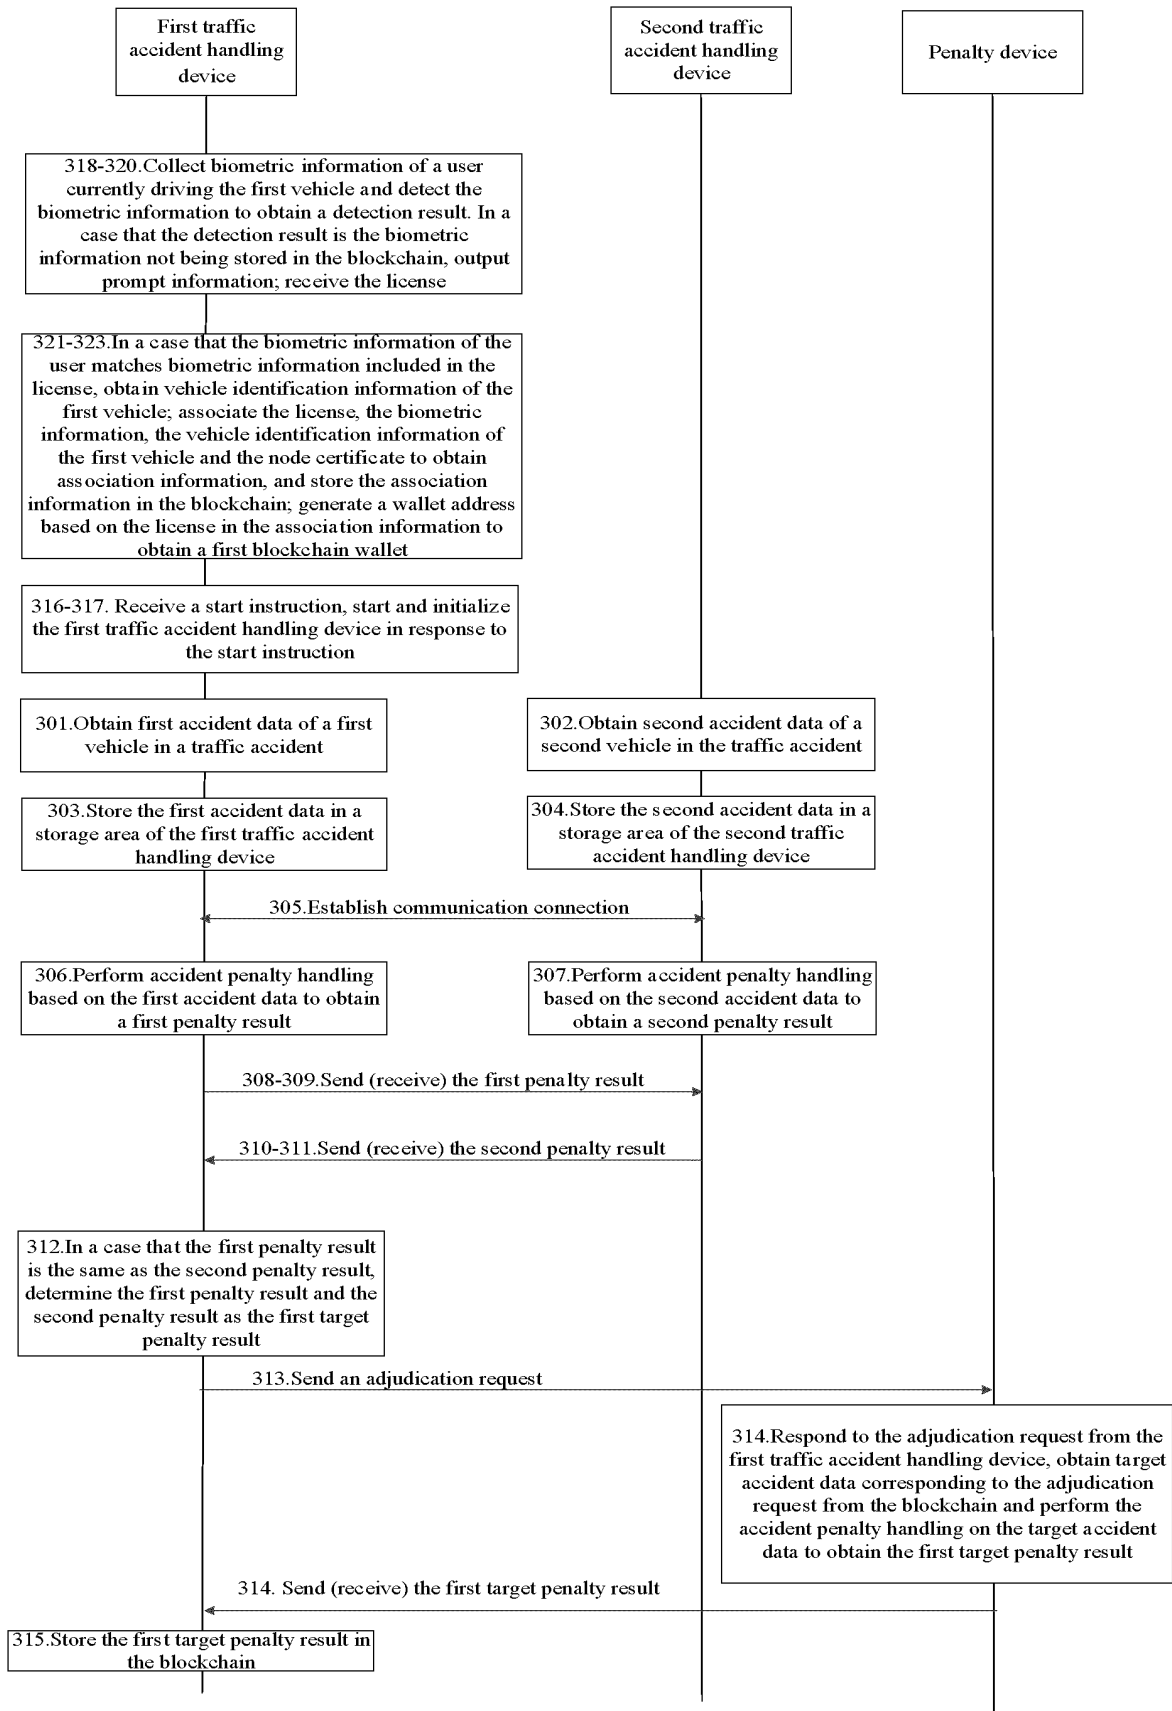 First traffic
accident handling
device
Second traffic
accident handling
device
Penalty device
318-320.Collect biometric information of a user
currently driving the first vehicle and detect the
biometric information to obtain a detection result. In a
case that the detection result is the biometric
information not being stored in the blockchain, output
prompt information; receive the license
321-323.In a case that the biometric information of the
user matches biometric information included in the
license, obtain vehicle identification information of the
first vehicle; associate the license, the biometric
information, the vehicle identification information of
the first vehicle and the node certificate to obtain
association information, and store the association
information in the blockchain; generate a wallet address
based on the license in the association information to
obtain a first blockchain wallet
316-317. Receive a start instruction, start and initialize
the first traffic accident handling device in response to
the start instruction
301.Obtain first accident data of a first
vehicle in a traffic accident
302.Obtain second accident data of a
second vehicle in the traffic accident
303.Store the first accident data in a
storage area of the first traffic accident
handling device
304.Store the second accident data in a
storage area of the second traffic
accident handling device
305.Establish communication connection
306.Perform accident penalty handling
based on the first accident data to obtain
a first penalty result
307.Perform accident penalty handling
based on the second accident data to
obtain a second penalty result
308-309.Send (receive) the first penalty result
310-311.Send (receive) the second penalty result
312.In a case that the first penalty result
is the same as the second penalty result,
determine the first penalty result and the
second penalty result as the first target
penalty result
313.Send an adjudication request
314.Respond to the adjudication request from the
first traffic accident handling device, obtain target
accident data corresponding to the adjudication
request from the blockchain and perform the
accident penalty handling on the target accident
data to obtain the first target penalty result
314. Send (receive) the first target penalty result
315.Store the first target penalty result in
the blockchain